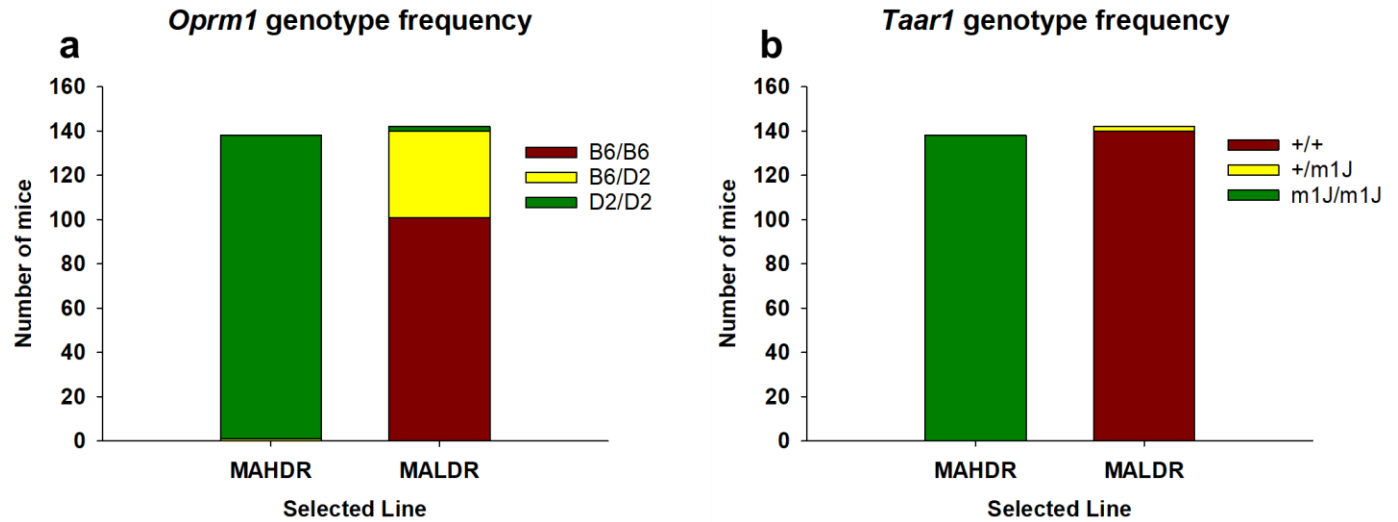 Oprm1 genotype frequency
a
Number of mice
160
140
120
100
80
60
40
20
0
MAHDR MALDR
Selected Line
B6/B6
B6/D2
D2/D2
Taar1 genotype frequency
b
Number of mice
160
140
120
100
80
60
40
20
0
MAHDR MALDR
Selected Line
+/+
+/m1J
m1J/m1J